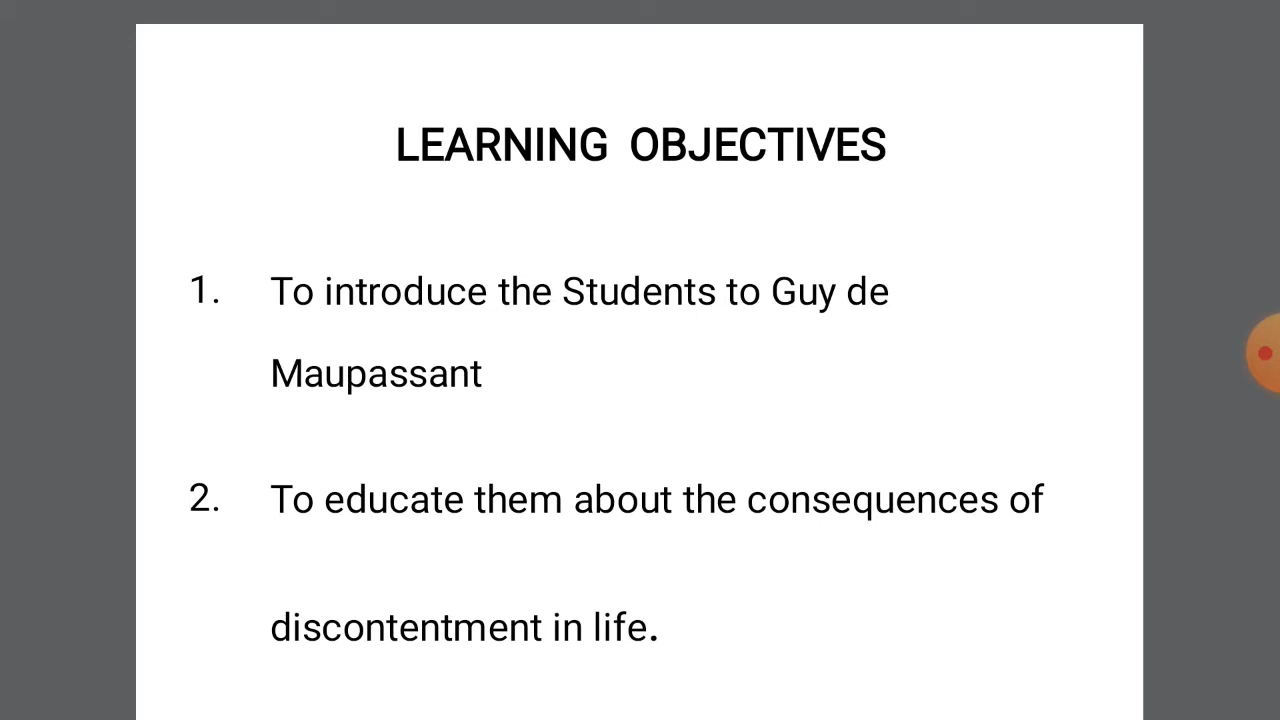 LEARNING OBJECTIVES
1. To introduce the Students to Guy de
Maupassant
2. To educate them about the consequences of
discontentment in life.